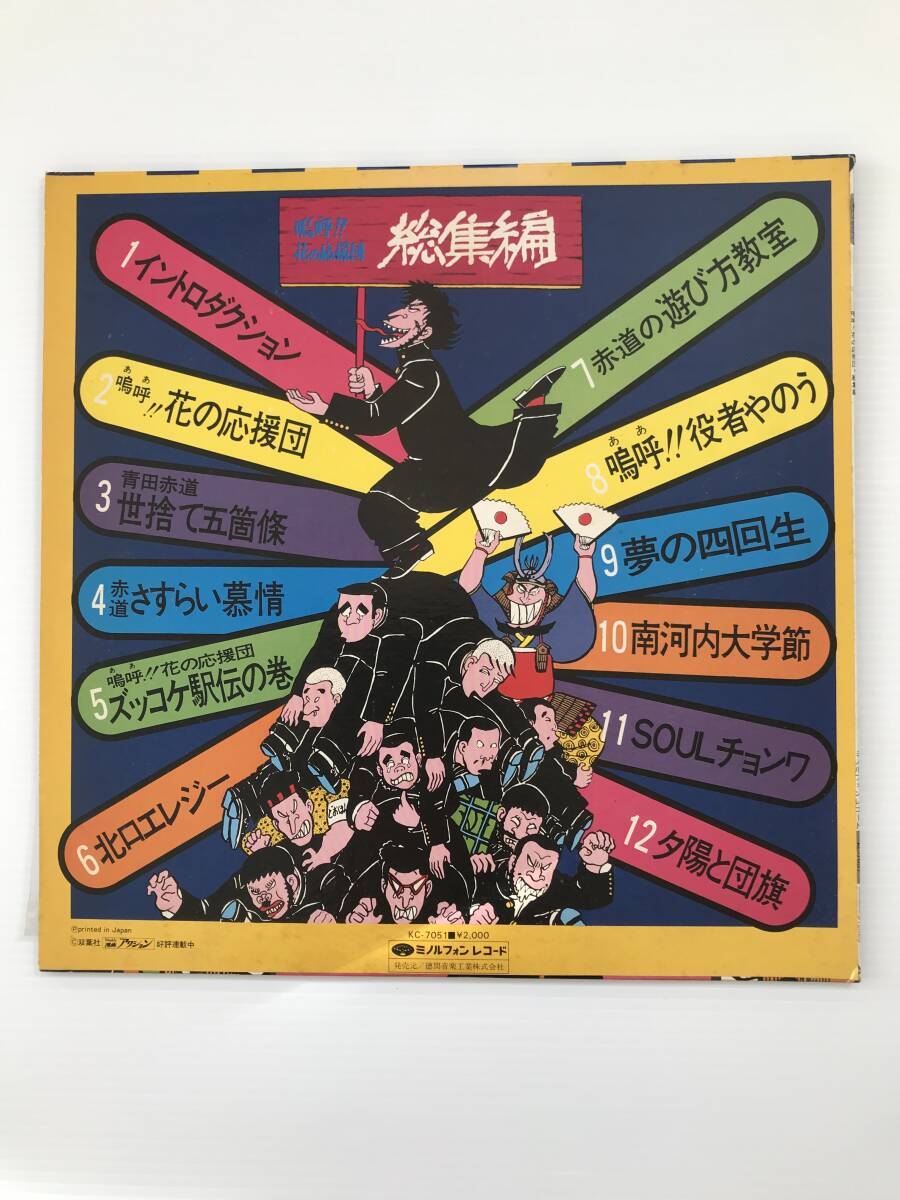 嗚呼!!
花の応援団
総集編
1 イントロダクション
ああ
2 嗚呼!! 花の応援団
青田赤道
3 世捨て五箇條
4 赤道 さすらい慕情
ああ
嗚呼!! 花の応援団
5 ズッコケ駅伝の巻
6 北口エレジー
7 赤道の遊び方教室
ああ
8 嗚呼!! 役者やのう
9 夢の四回生
10 南河内大学節
11 SOULチョンワ
12 夕陽と団旗
Ⓟprinted in Japan
©双葉社 漫画アクション 好評連載中
KC-7051■¥2,000
ミノルフォン レコード
発売元/徳間音楽工業株式会社